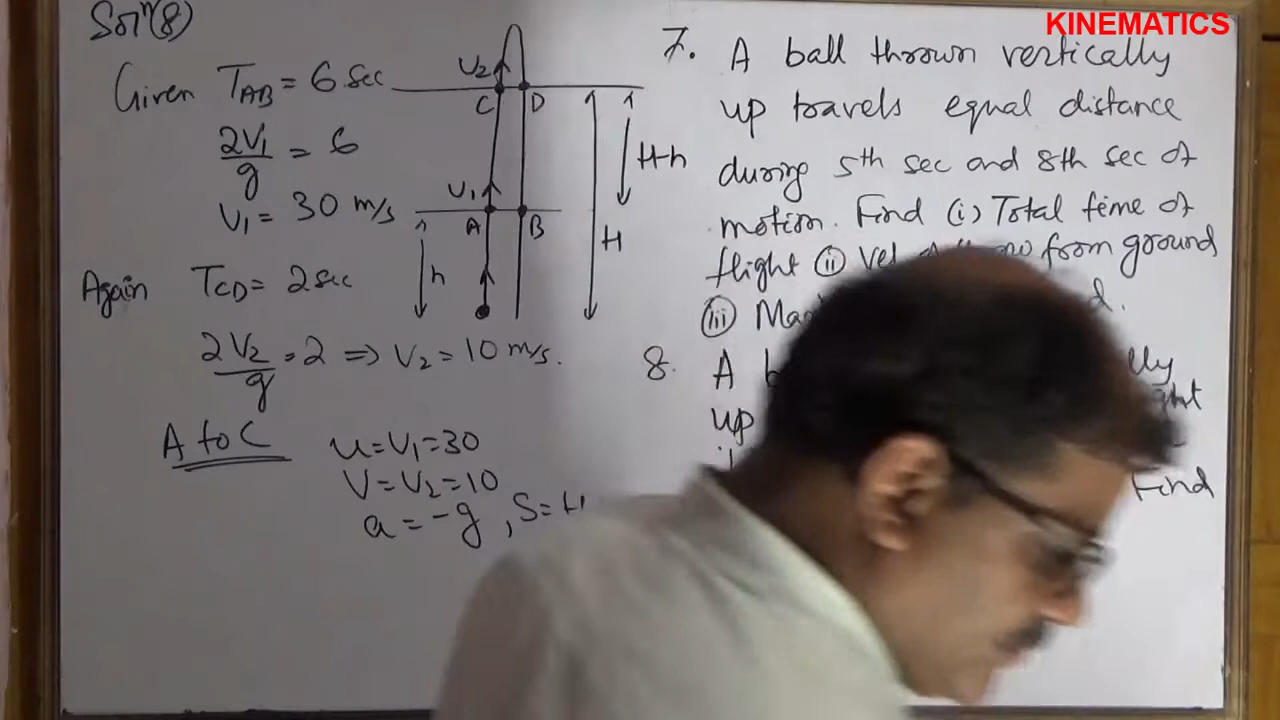 KINEMATICS
Solⁿ(8)
Given T_AB = 6 sec
2V₁/g = 6
V₁ = 30 m/s
Again T_CD = 2 sec
2V₂/g = 2 ⇒ V₂ = 10 m/s.
A to C
u = V₁ = 30
V = V₂ = 10
a = -g , S = H
V₂
C D
V₁
A B
h
H
H-h
7. A ball thrown vertically
up travels equal distance
during 5th sec and 8th sec of
motion. Find (i) Total time of
flight (ii) Vel from ground
(iii)
8. A
up
Find